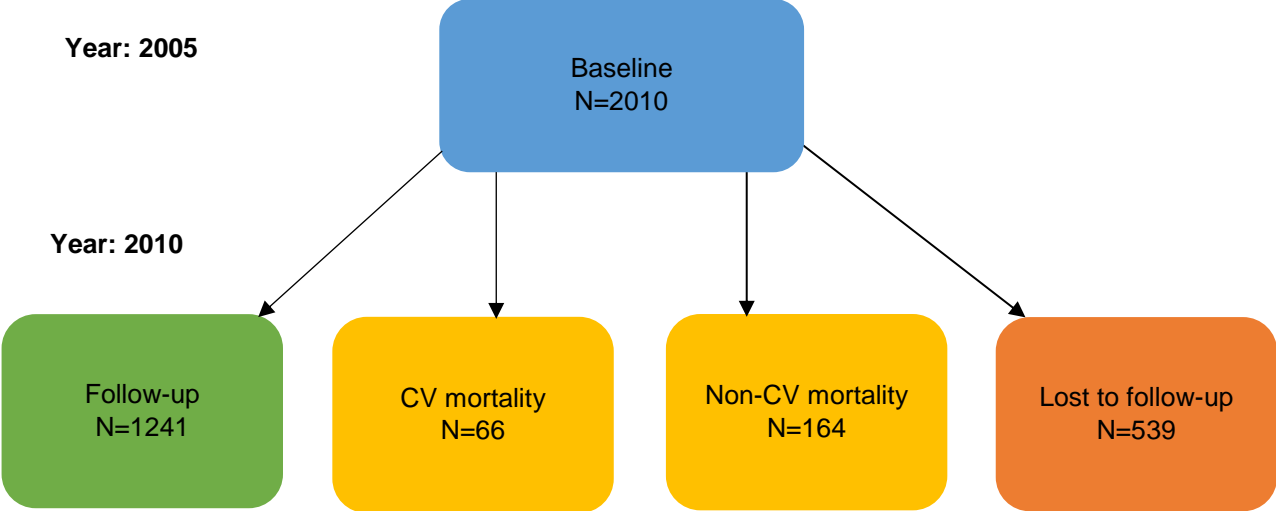 Year: 2005
Baseline
N=2010
Year: 2010
Follow-up
N=1241
CV mortality
N=66
Non-CV mortality
N=164
Lost to follow-up
N=539